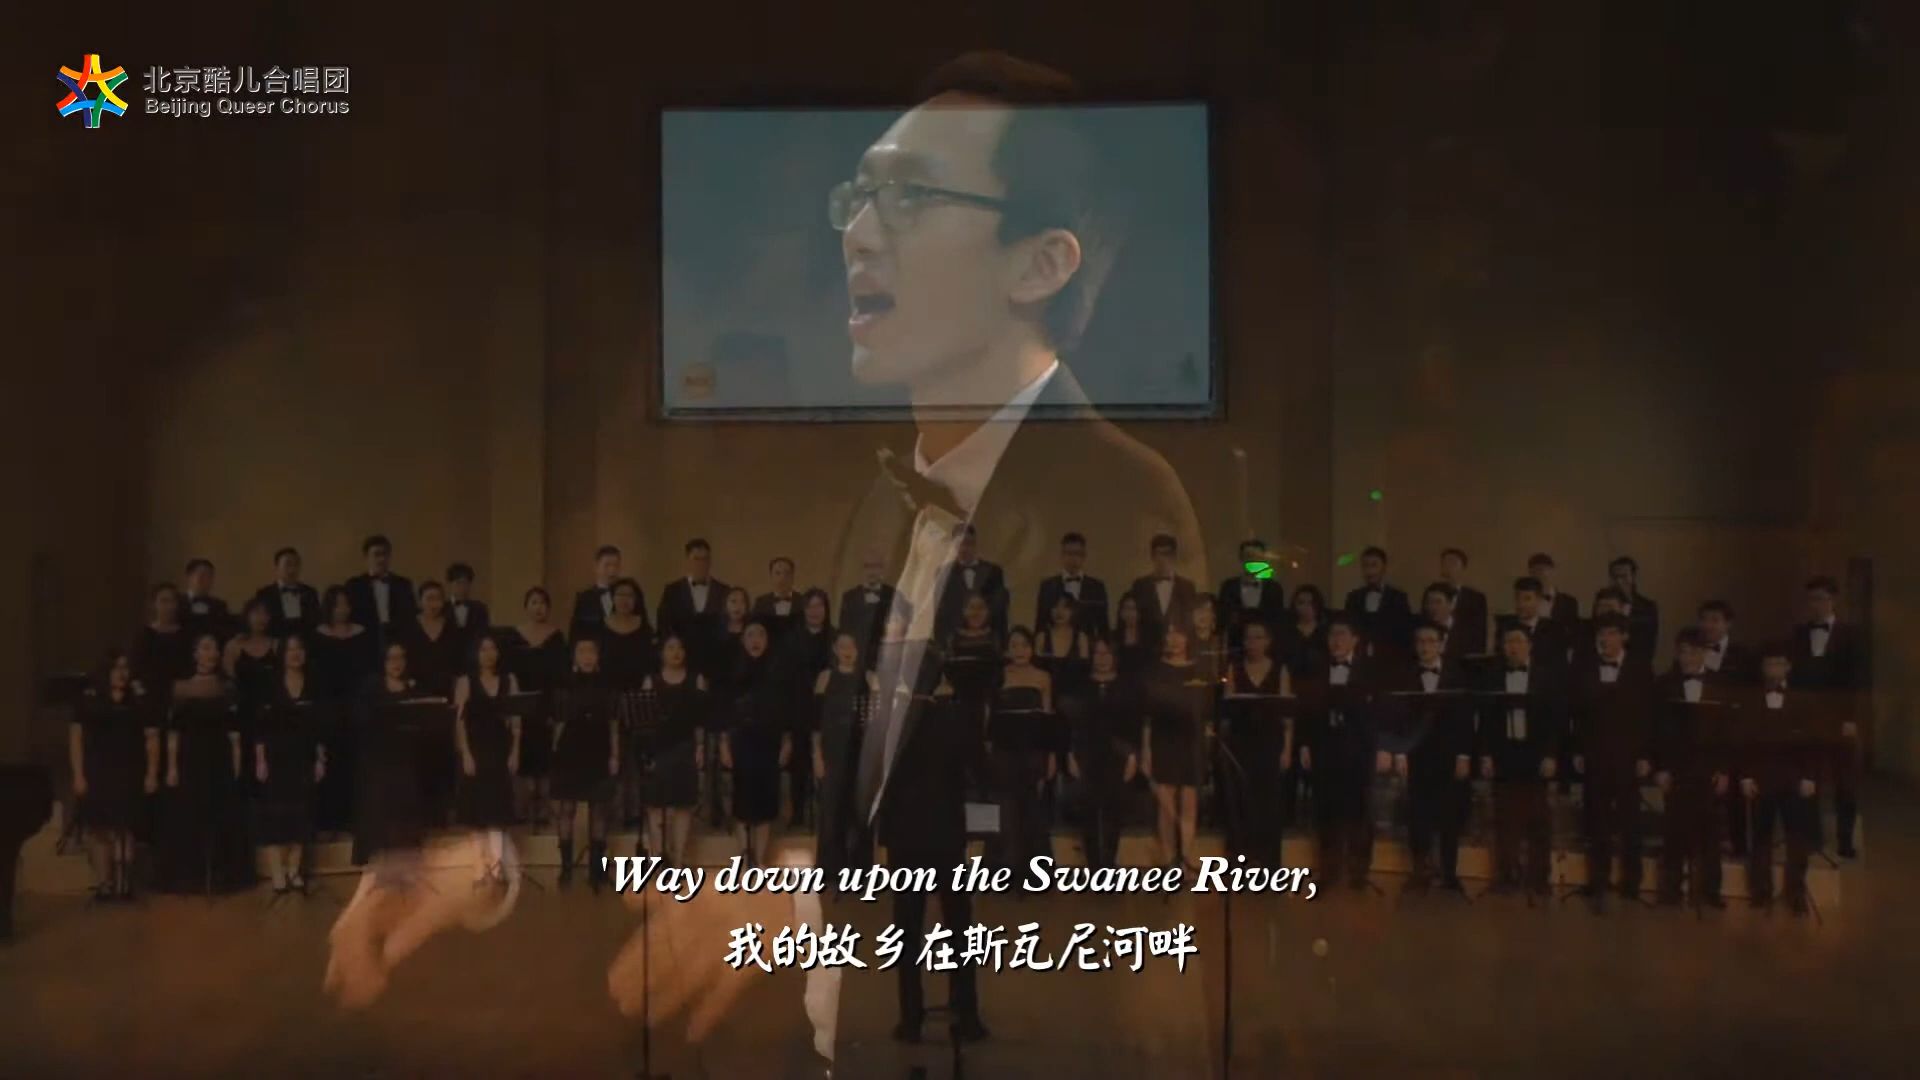 北京酷儿合唱团
Beijing Queer Chorus
'Way down upon the Swanee River,
我的故乡在斯瓦尼河畔